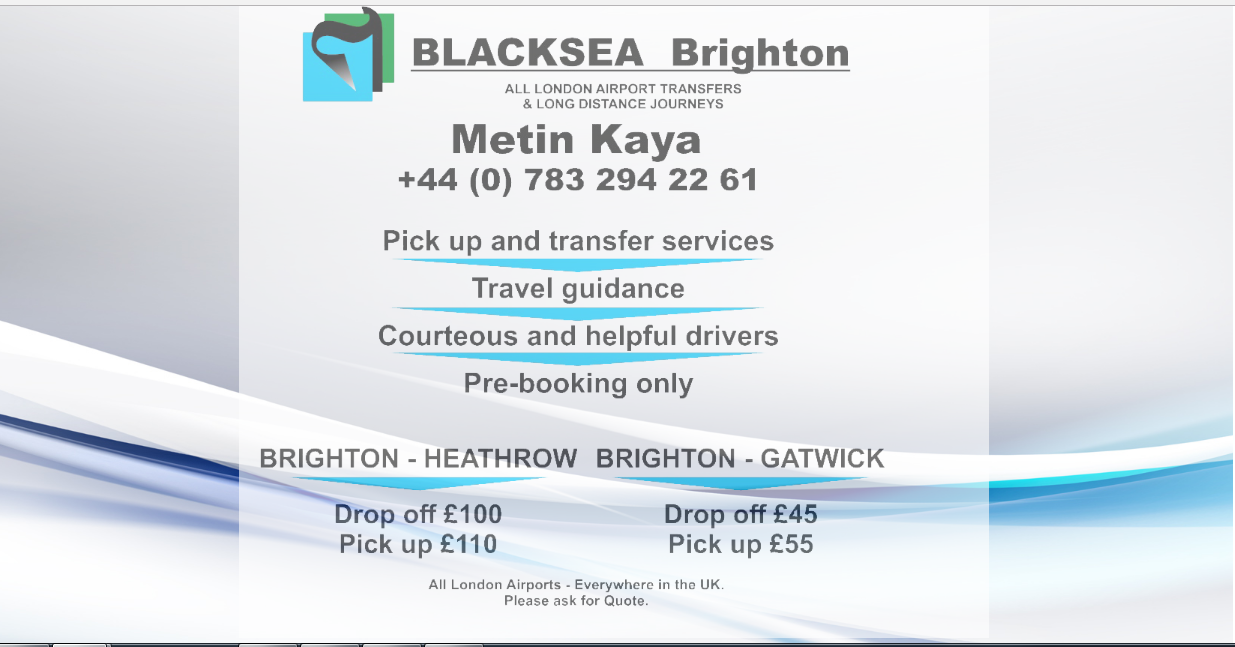 BLACKSEA Brighton
ALL LONDON AIRPORT TRANSFERS
& LONG DISTANCE JOURNEYS
Metin Kaya
+44 (0) 783 294 22 61
Pick up and transfer services
Travel guidance
Courteous and helpful drivers
Pre-booking only
BRIGHTON - HEATHROW
Drop off £100
Pick up £110
BRIGHTON - GATWICK
Drop off £45
Pick up £55
All London Airports - Everywhere in the UK.
Please ask for Quote.